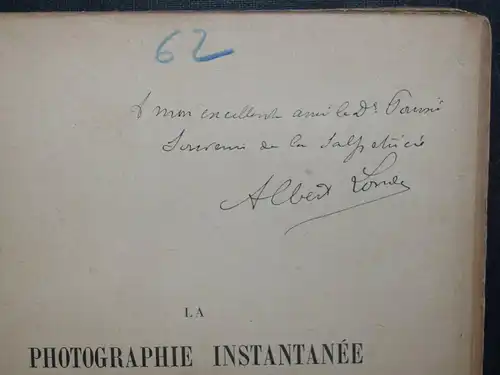 62
A mon excellent ami le Dr
Souvenir de la Salpêtrière
Albert Londe
LA
PHOTOGRAPHIE INSTANTANÉE